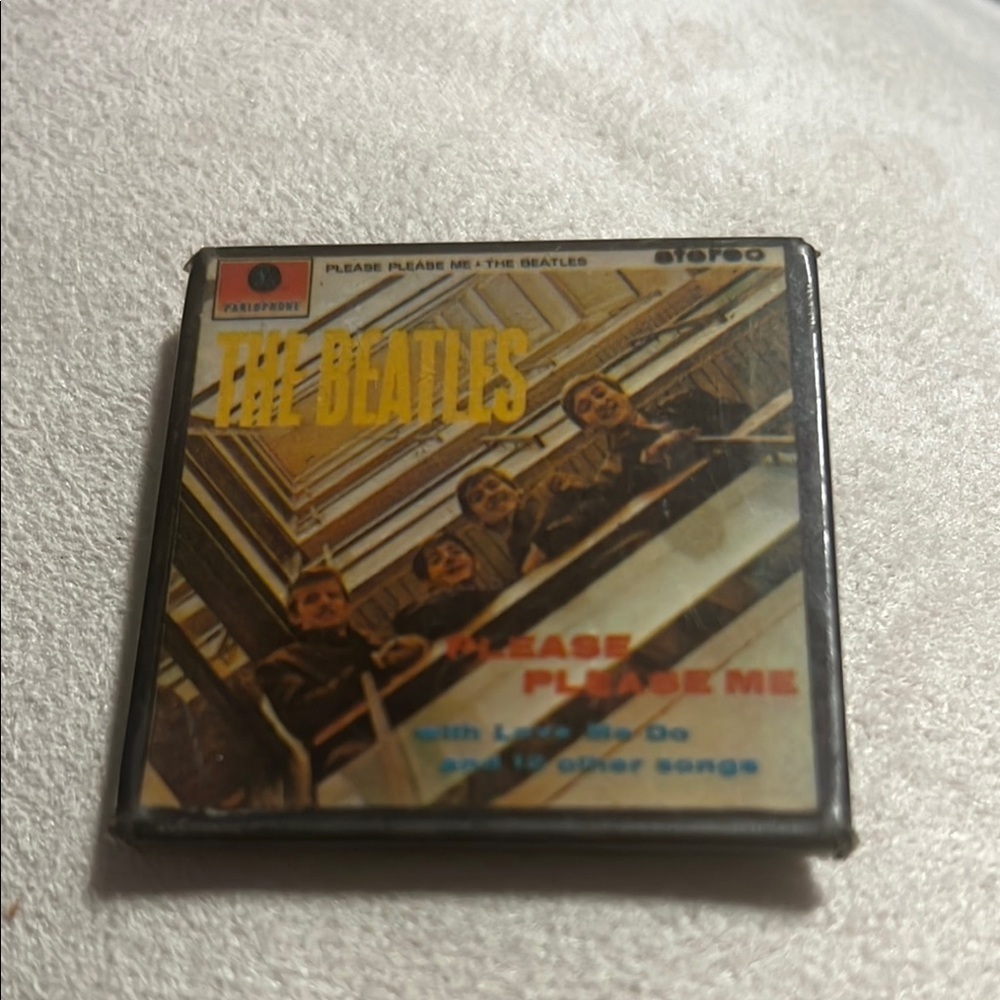 PARLOPHONE
PLEASE PLEASE ME • THE BEATLES
stereo
THE BEATLES
PLEASE
PLEASE ME
with Love Me Do
and 12 other songs